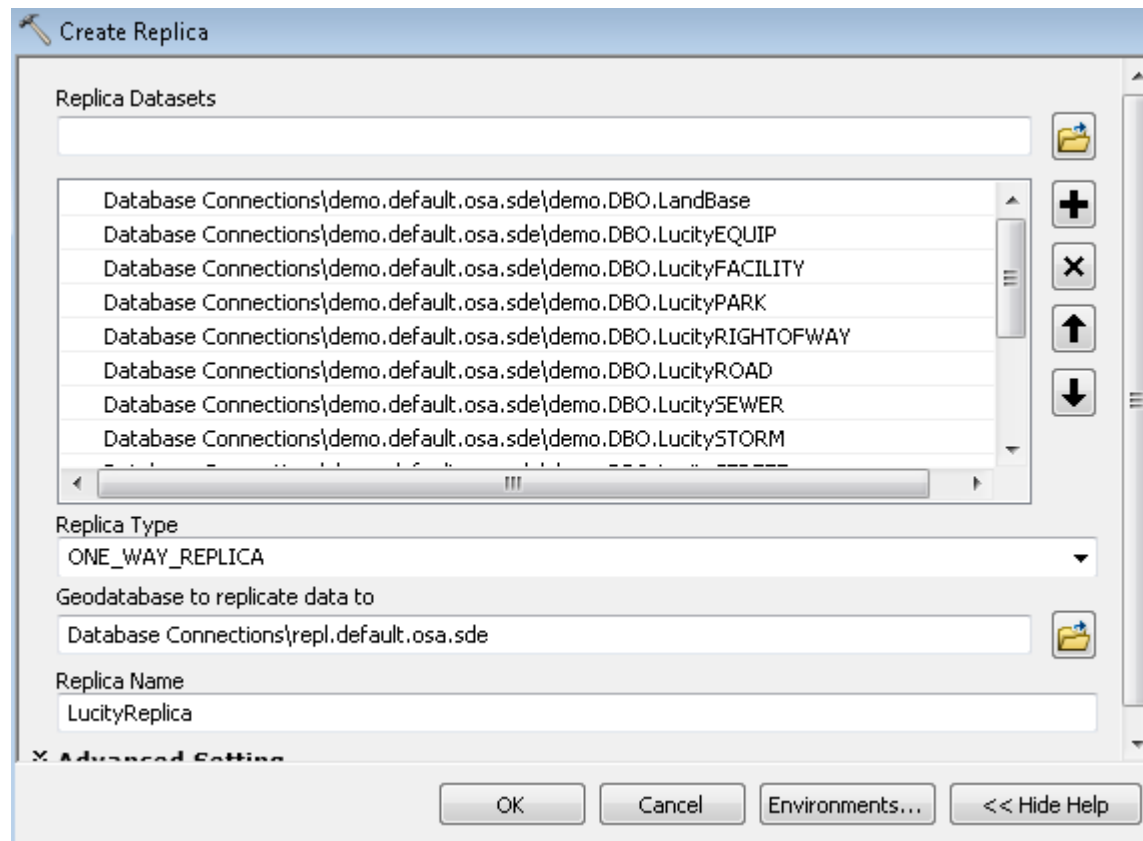 Create Replica
Replica Datasets
Database Connections\demo.default.osa.sde\demo.DBO.LandBase
Database Connections\demo.default.osa.sde\demo.DBO.LucityEQUIP
Database Connections\demo.default.osa.sde\demo.DBO.LucityFACILITY
Database Connections\demo.default.osa.sde\demo.DBO.LucityPARK
Database Connections\demo.default.osa.sde\demo.DBO.LucityRIGHTOFWAY
Database Connections\demo.default.osa.sde\demo.DBO.LucityROAD
Database Connections\demo.default.osa.sde\demo.DBO.LucitySEWER
Database Connections\demo.default.osa.sde\demo.DBO.LucitySTORM
Replica Type
ONE_WAY_REPLICA
Geodatabase to replicate data to
Database Connections\repl.default.osa.sde
Replica Name
LucityReplica
Advanced Setting
OK Cancel Environments... << Hide Help